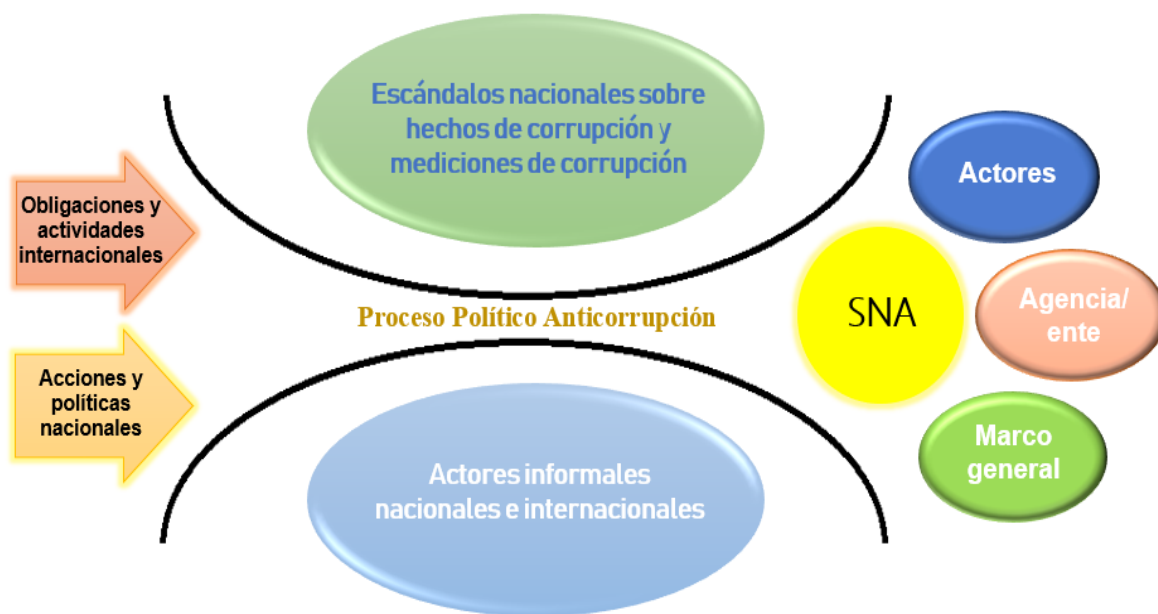 Escándalos nacionales sobre
hechos de corrupción y
mediciones de corrupción
Obligaciones y
actividades
internacionales
Proceso Político Anticorrupción
Acciones y
políticas
nacionales
Actores informales
nacionales e internacionales
SNA
Actores
Agencia/
ente
Marco
general